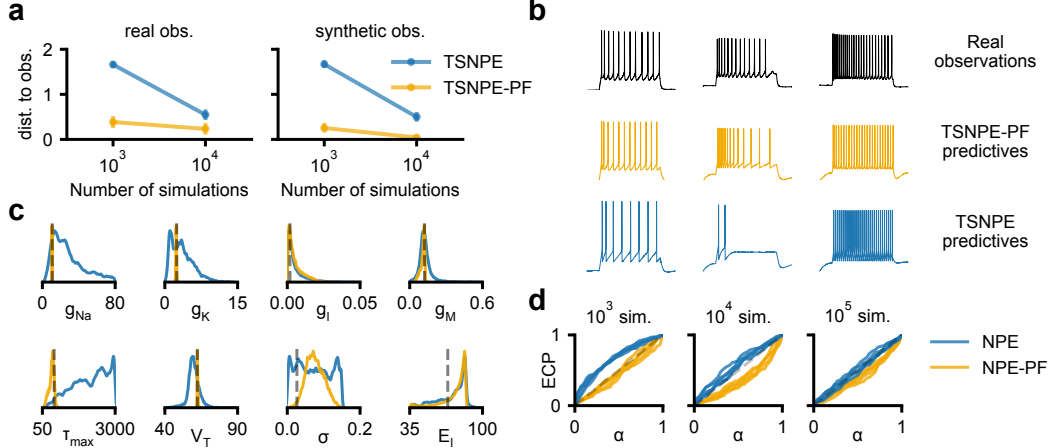 a
real obs.
synthetic obs.
2
1
0
dist. to obs.
TSNPE
TSNPE-PF
10³
10⁴
10³
10⁴
Number of simulations
Number of simulations
b
Real
observations
TSNPE-PF
predictives
TSNPE
predictives
c
0
80
g_Na
0
15
g_K
0.00
0.05
g_l
0.0
0.6
g_M
50
3000
τ_max
40
90
V_T
0.0
0.2
σ
35
100
E_l
d
10³ sim.
10⁴ sim.
10⁵ sim.
1
0
ECP
0
1
α
0
1
α
0
1
α
NPE
NPE-PF